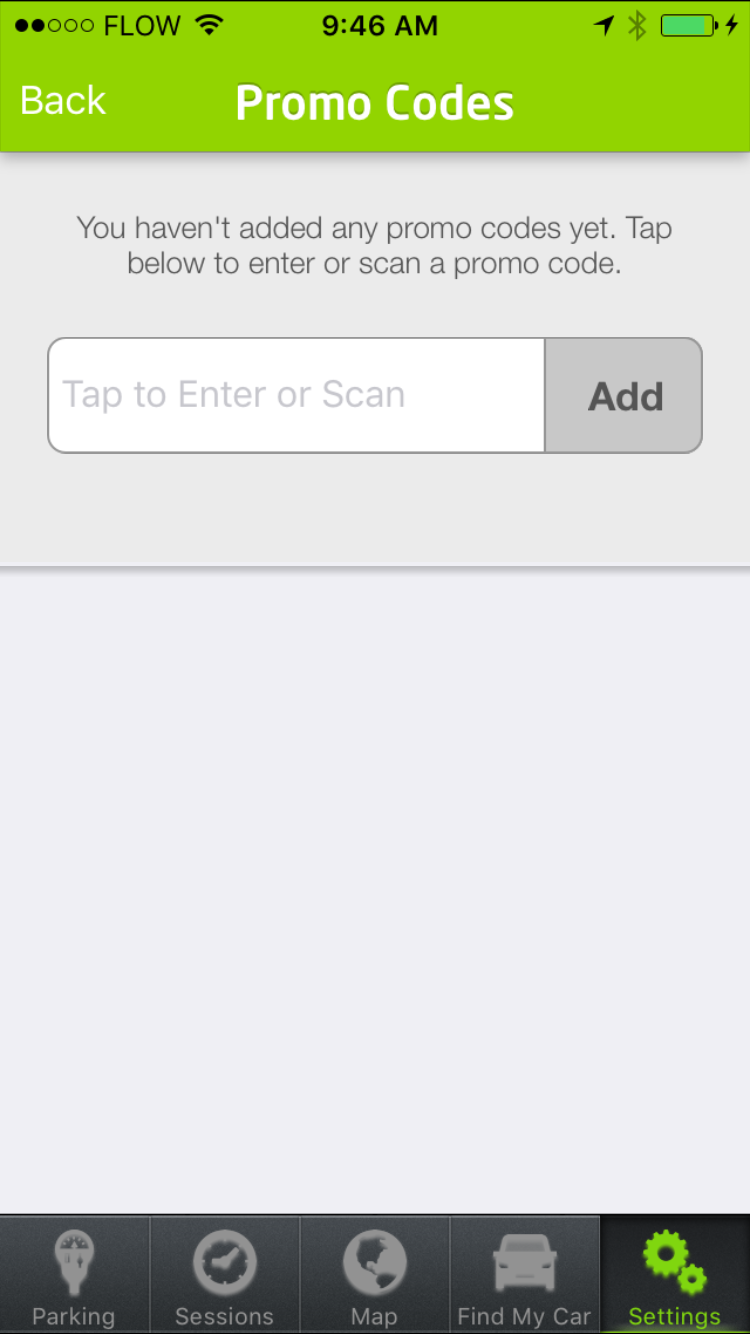 FLOW 9:46 AM
Back Promo Codes
You haven't added any promo codes yet. Tap
below to enter or scan a promo code.
Tap to Enter or Scan Add
Parking Sessions Map Find My Car Settings